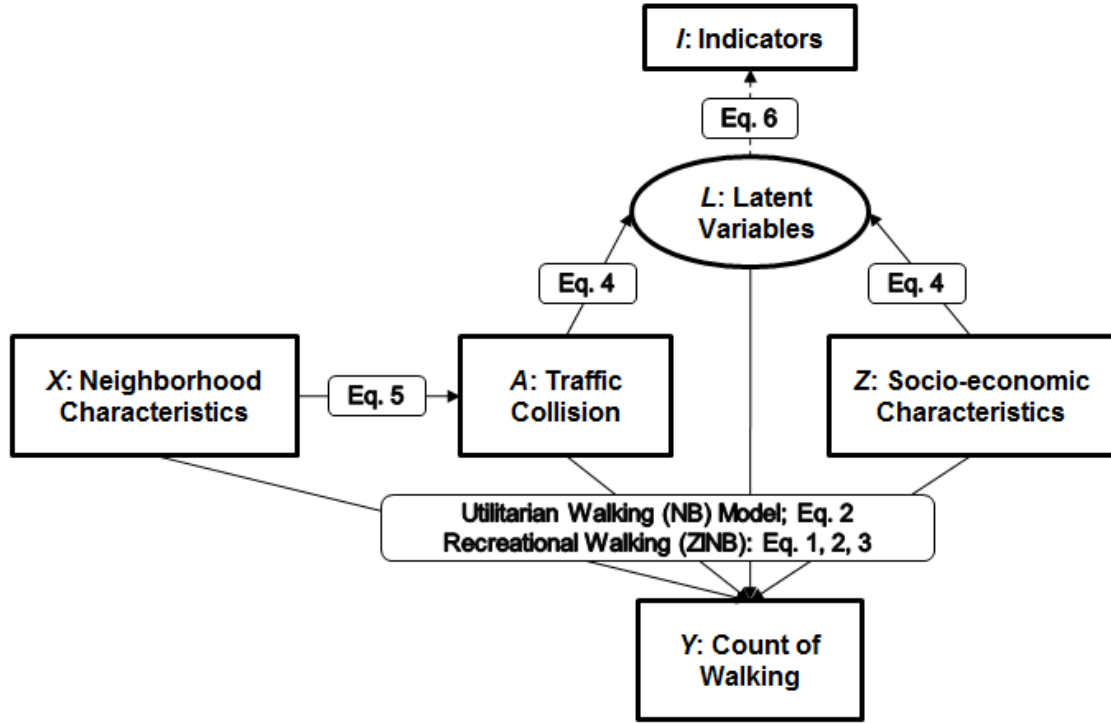 I: Indicators
Eq. 6
L: Latent
Variables
Eq. 4
Eq. 4
X: Neighborhood
Characteristics
Eq. 5
A: Traffic
Collision
Z: Socio-economic
Characteristics
Utilitarian Walking (NB) Model; Eq. 2
Recreational Walking (ZINB): Eq. 1, 2, 3
Y: Count of
Walking